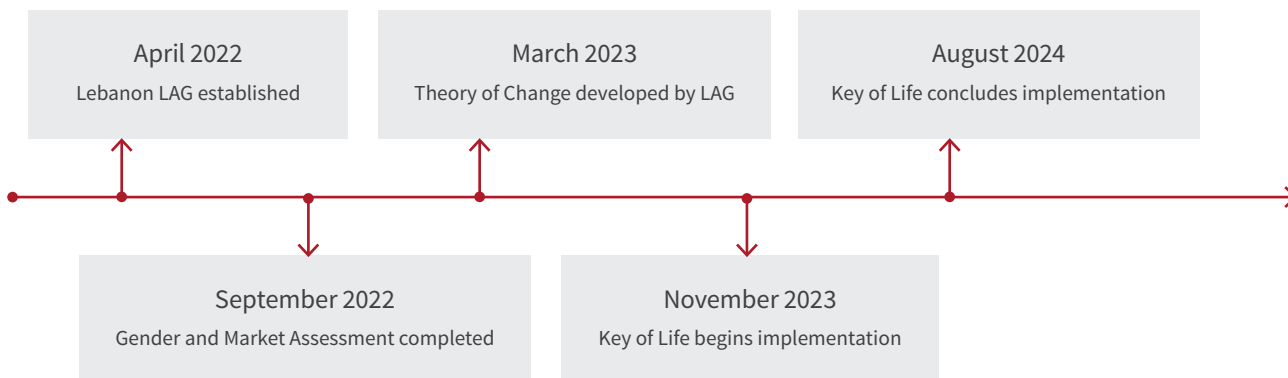 April 2022
Lebanon LAG established
March 2023
Theory of Change developed by LAG
August 2024
Key of Life concludes implementation
September 2022
Gender and Market Assessment completed
November 2023
Key of Life begins implementation